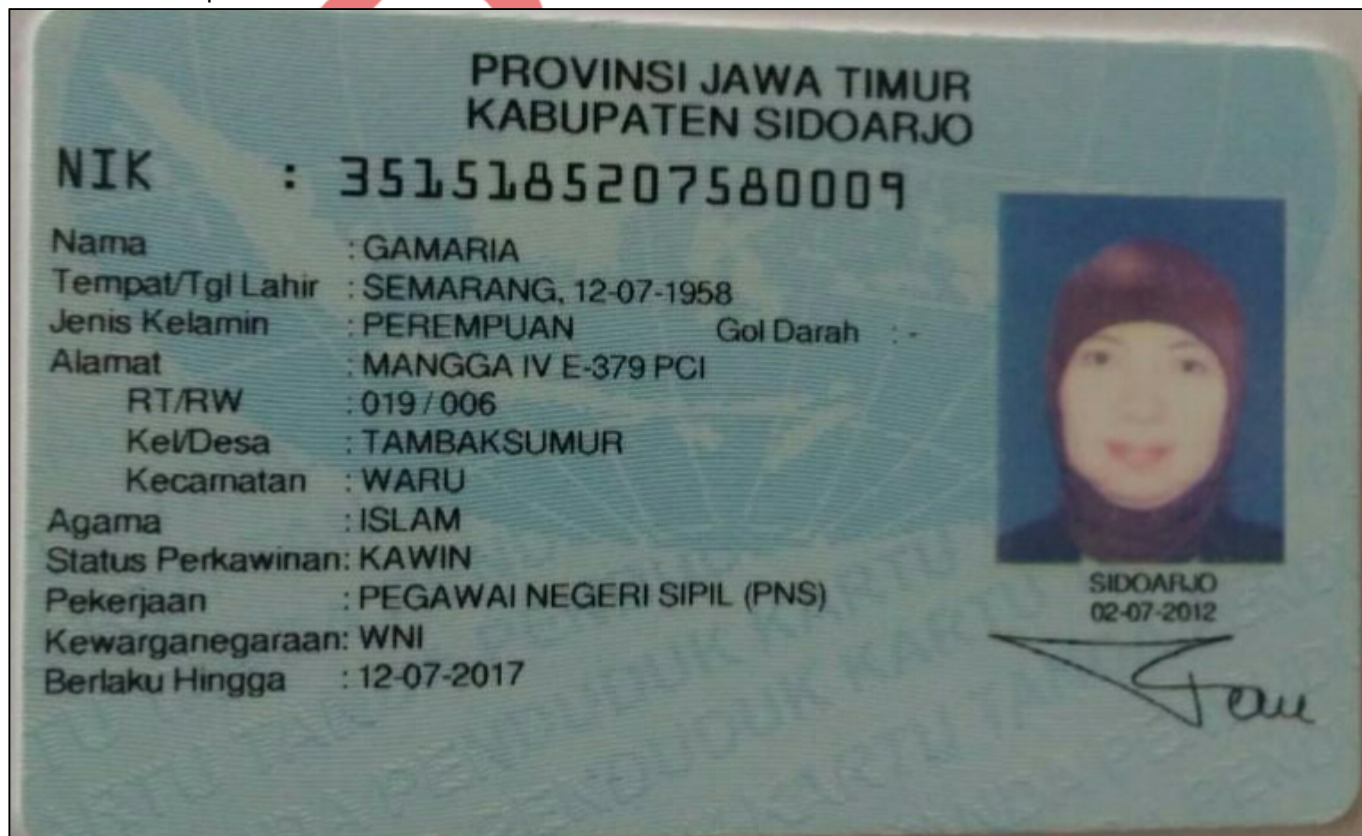 PROVINSI JAWA TIMUR
KABUPATEN SIDOARJO
NIK : 3515185207580009
Nama : GAMARIA
Tempat/Tgl Lahir : SEMARANG, 12-07-1958
Jenis Kelamin : PEREMPUAN Gol Darah : -
Alamat : MANGGA IV E-379 PCI
RT/RW : 019 / 006
Kel/Desa : TAMBAKSUMUR
Kecamatan : WARU
Agama : ISLAM
Status Perkawinan: KAWIN
Pekerjaan : PEGAWAI NEGERI SIPIL (PNS)
Kewarganegaraan: WNI
Berlaku Hingga : 12-07-2017
SIDOARJO
02-07-2012